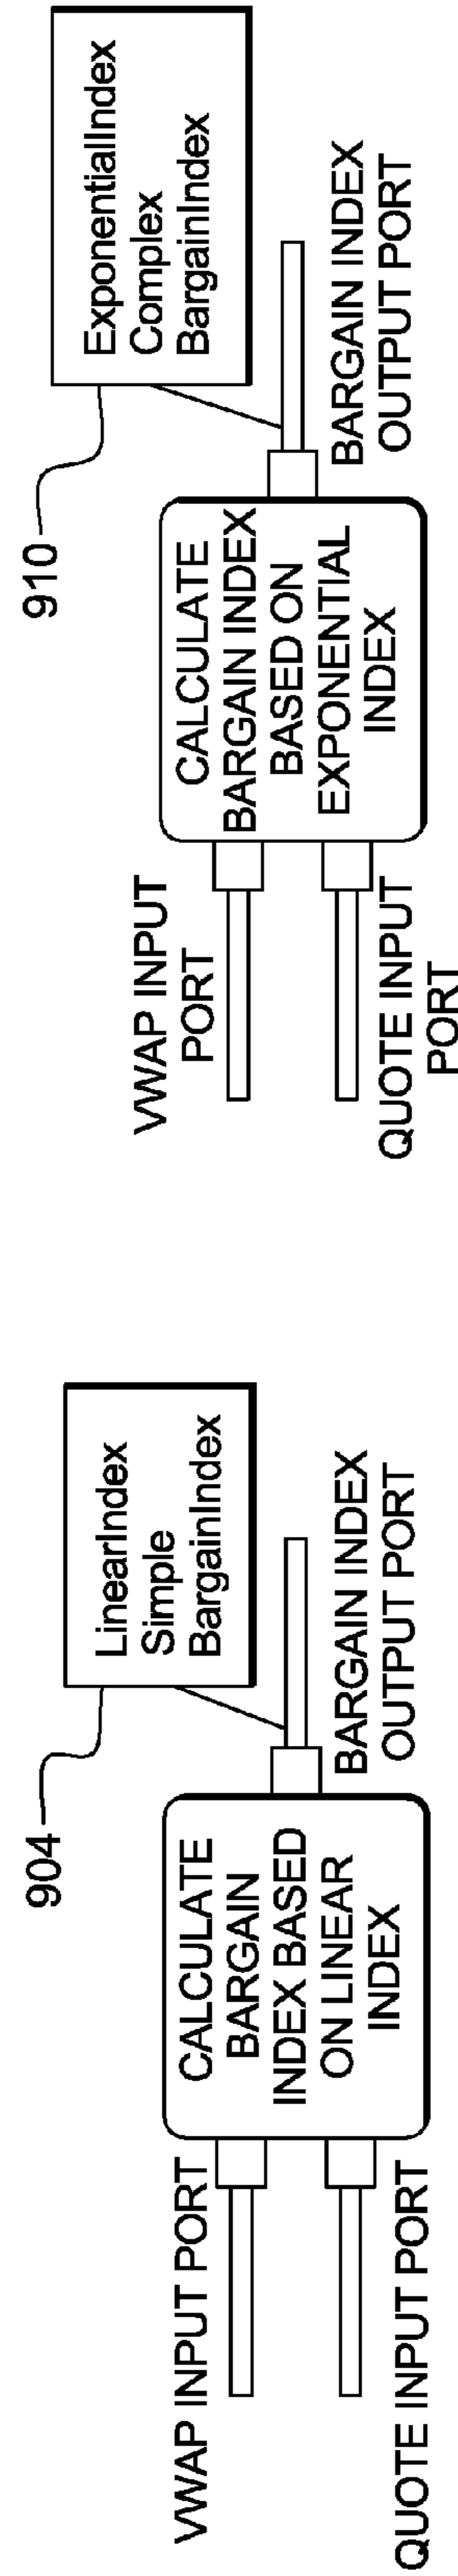 904
LinearIndex
Simple
BargainIndex
VWAP INPUT PORT
CALCULATE
BARGAIN
INDEX BASED
ON LINEAR
INDEX
QUOTE INPUT PORT
BARGAIN INDEX
OUTPUT PORT
910
ExponentialIndex
Complex
BargainIndex
VWAP INPUT
PORT
CALCULATE
BARGAIN INDEX
BASED ON
EXPONENTIAL
INDEX
QUOTE INPUT
PORT
BARGAIN INDEX
OUTPUT PORT